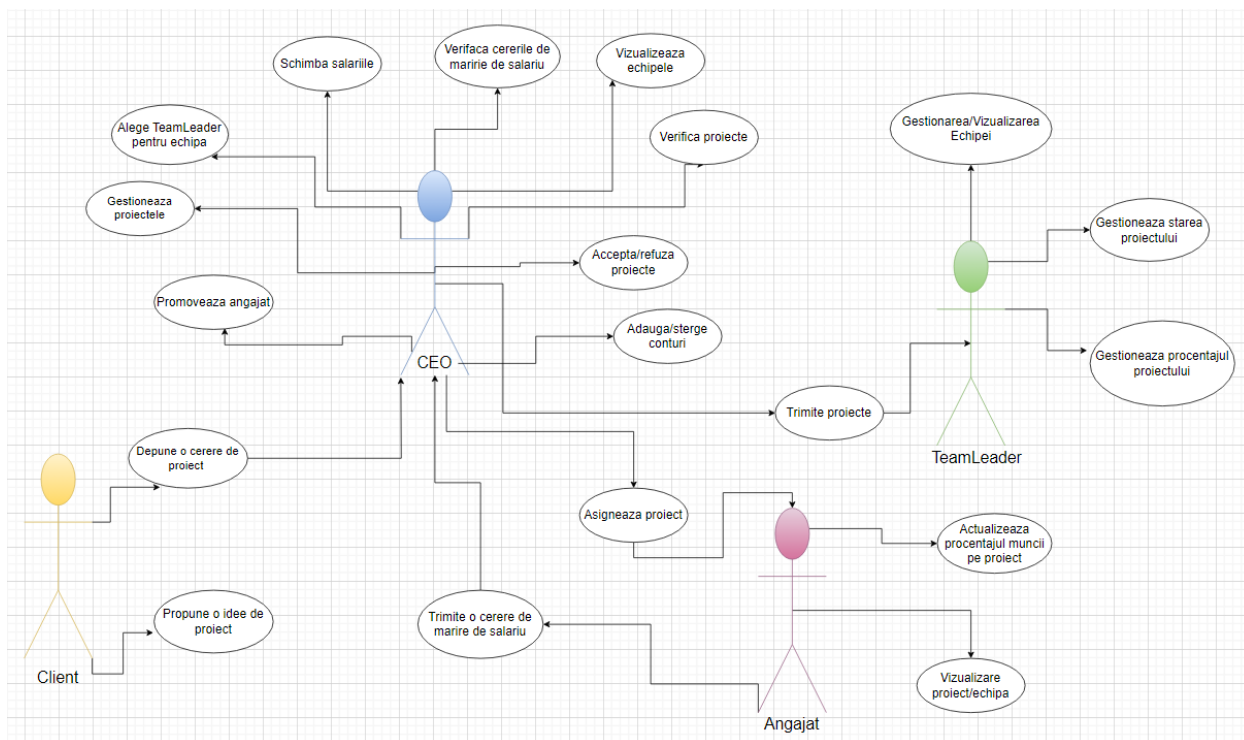 Schimba salariile
Verifaca cererile de
maririe de salariu
Vizualizeaza
echipele
Alege TeamLeader
pentru echipa
Verifica proiecte
Gestionarea/Vizualizarea
Echipei
Gestioneaza
proiectele
Gestioneaza starea
proiectului
Accepta/refuza
proiecte
Promoveaza angajat
Adauga/sterge
conturi
CEO
Gestioneaza procentajul
proiectului
Trimite proiecte
TeamLeader
Depune o cerere de
proiect
Asigneaza proiect
Actualizeaza
procentajul muncii
pe proiect
Propune o idee de
proiect
Trimite o cerere de
marire de salariu
Client
Vizualizare
proiect/echipa
Angajat